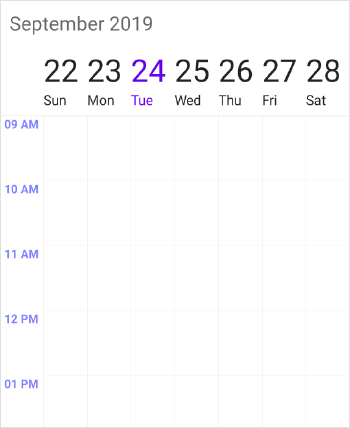 September 2019
22 23 24 25 26 27 28
Sun Mon Tue Wed Thu Fri Sat
09 AM
10 AM
11 AM
12 PM
01 PM